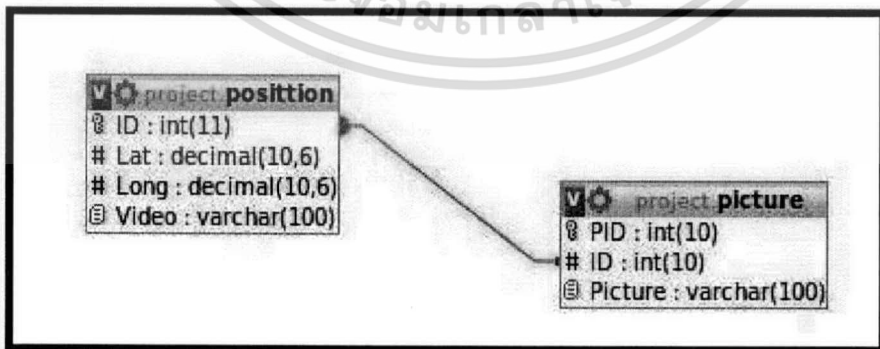 project posittion
ID : int(11)
# Lat : decimal(10,6)
# Long : decimal(10,6)
Video : varchar(100)
project picture
PID : int(10)
# ID : int(10)
Picture : varchar(100)